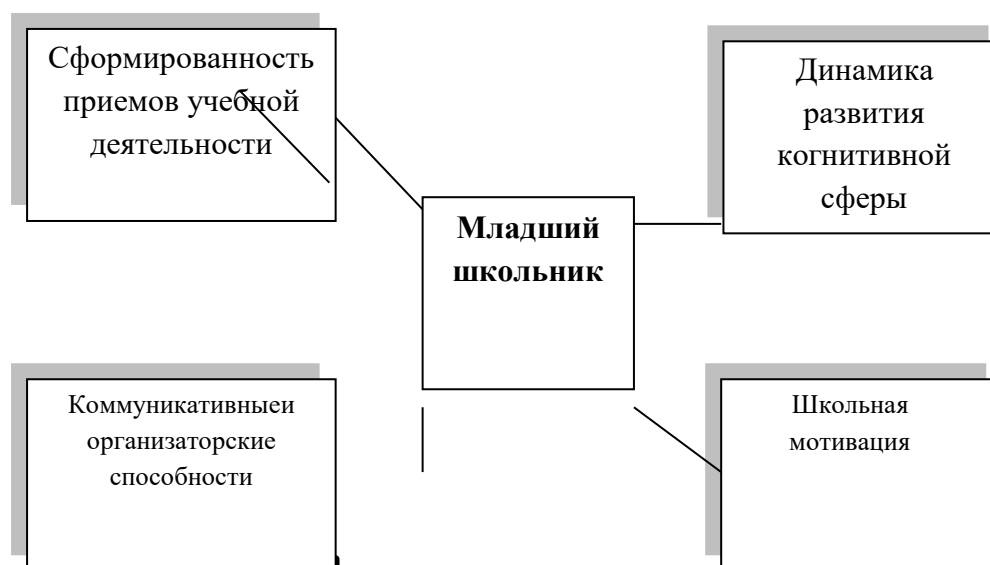 Сформированность
приемов учебной
деятельности
Динамика
развития
когнитивной
сферы
Младший
школьник
Коммуникативныеи
организаторские
способности
Школьная
мотивация